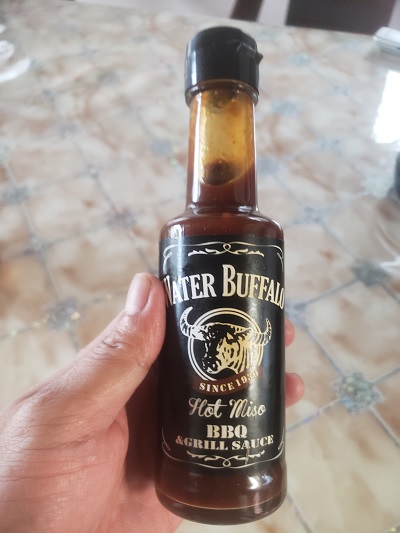 WATER BUFFALO
SINCE
Hot Miso
BBQ
&GRILL SAUCE